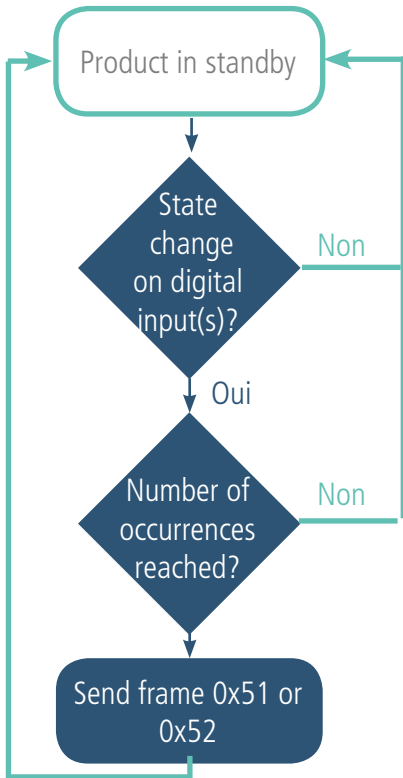 Product in standby
State
change
on digital
input(s)?
Non
Oui
Number of
occurrences
reached?
Non
Send frame 0x51 or
0x52